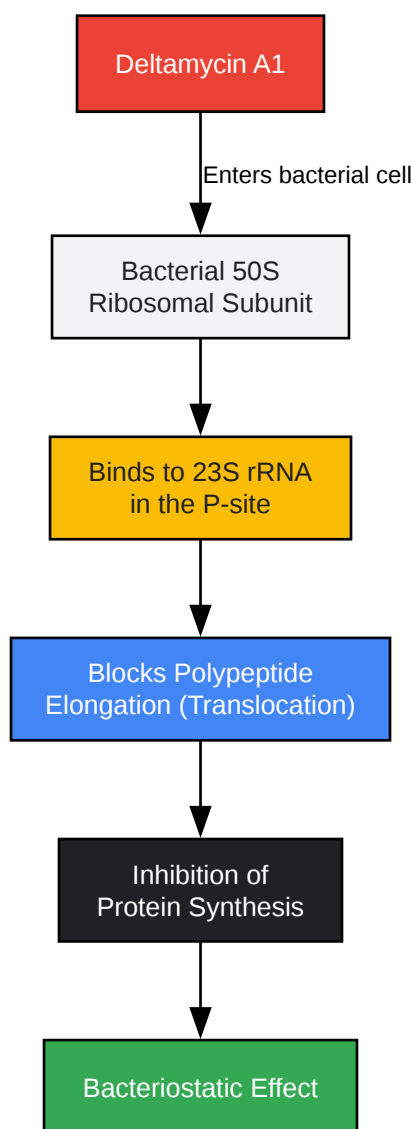 Deltamycin A1
Enters bacterial cell
Bacterial 50S
Ribosomal Subunit
Binds to 23S rRNA
in the P-site
Blocks Polypeptide
Elongation (Translocation)
Inhibition of
Protein Synthesis
Bacteriostatic Effect